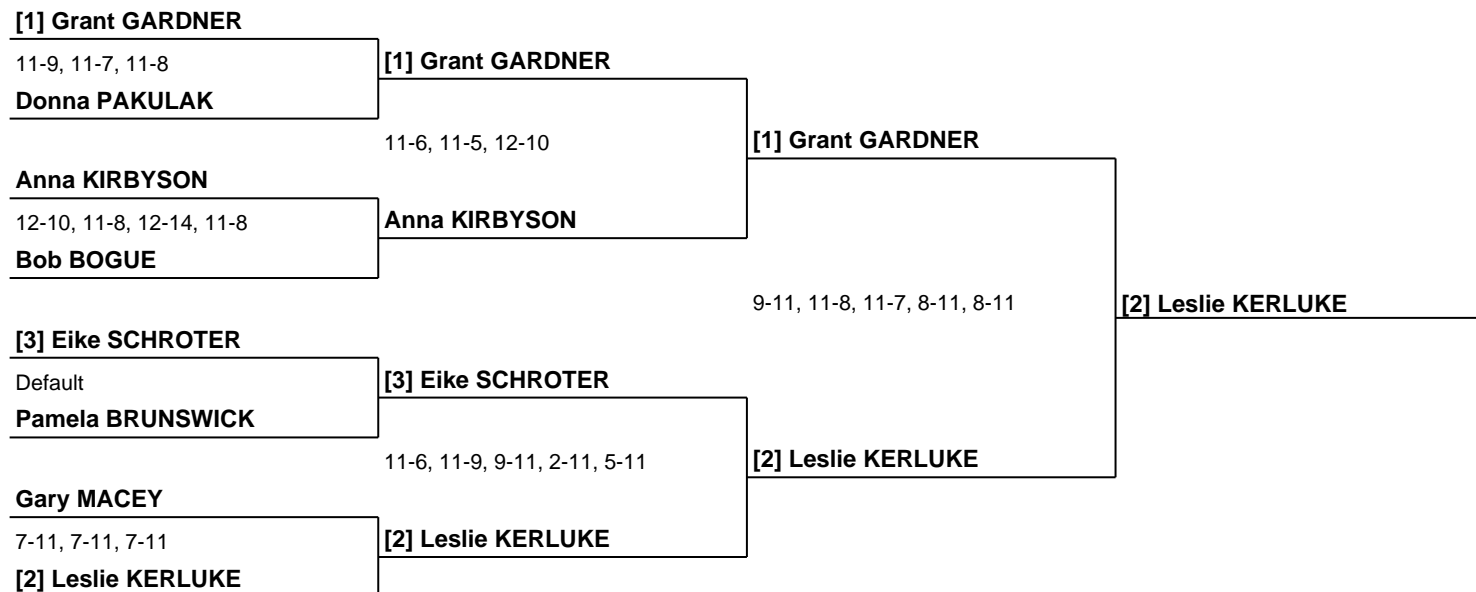 [1] Grant GARDNER
11-9, 11-7, 11-8
[1] Grant GARDNER
Donna PAKULAK
11-6, 11-5, 12-10
[1] Grant GARDNER
Anna KIRBYSON
12-10, 11-8, 12-14, 11-8
Anna KIRBYSON
Bob BOGUE
9-11, 11-8, 11-7, 8-11, 8-11
[2] Leslie KERLUKE
[3] Eike SCHROTER
Default
[3] Eike SCHROTER
Pamela BRUNSWICK
11-6, 11-9, 9-11, 2-11, 5-11
[2] Leslie KERLUKE
Gary MACEY
7-11, 7-11, 7-11
[2] Leslie KERLUKE
[2] Leslie KERLUKE